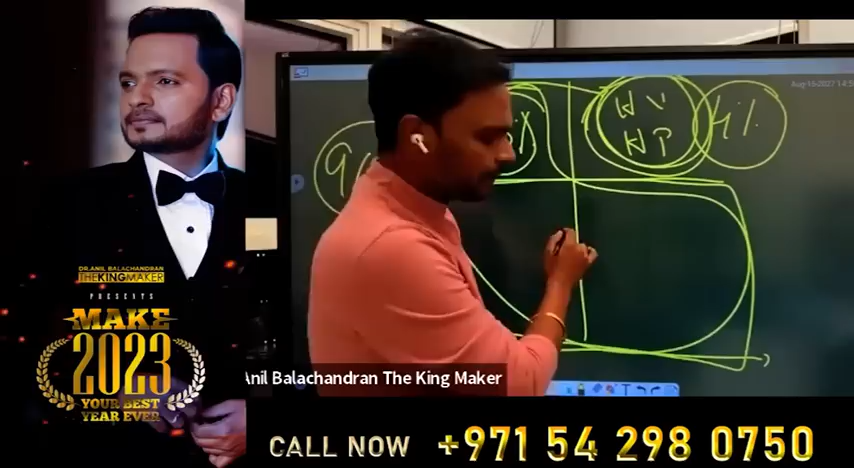 DR.ANIL BALACHANDRAN
THE KING MAKER
PRESENTS
MAKE
2023
YOUR BEST
YEAR EVER
W V
W P
4%
Anil Balachandran The King Maker
CALL NOW +971 54 298 0750